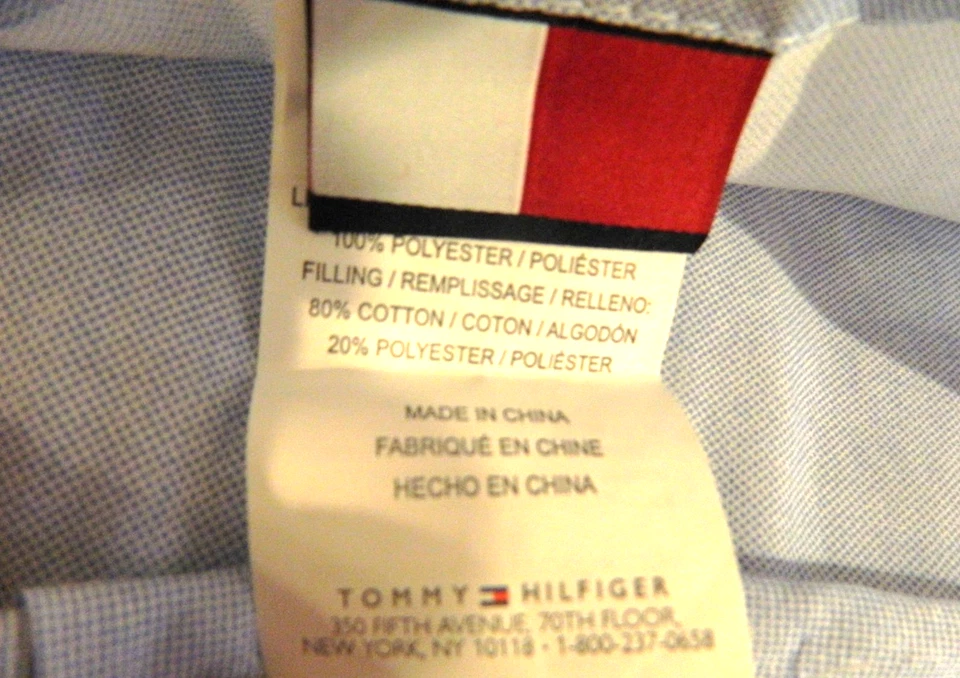 100% POLYESTER / POLIÉSTER
FILLING / REMPLISSAGE / RELLENO:
80% COTTON / COTON / ALGODÓN
20% POLYESTER / POLIÉSTER
MADE IN CHINA
FABRIQUÉ EN CHINE
HECHO EN CHINA
TOMMY HILFIGER
350 FIFTH AVENUE, 70TH FLOOR,
NEW YORK, NY 10118 - 1-800-237-0658